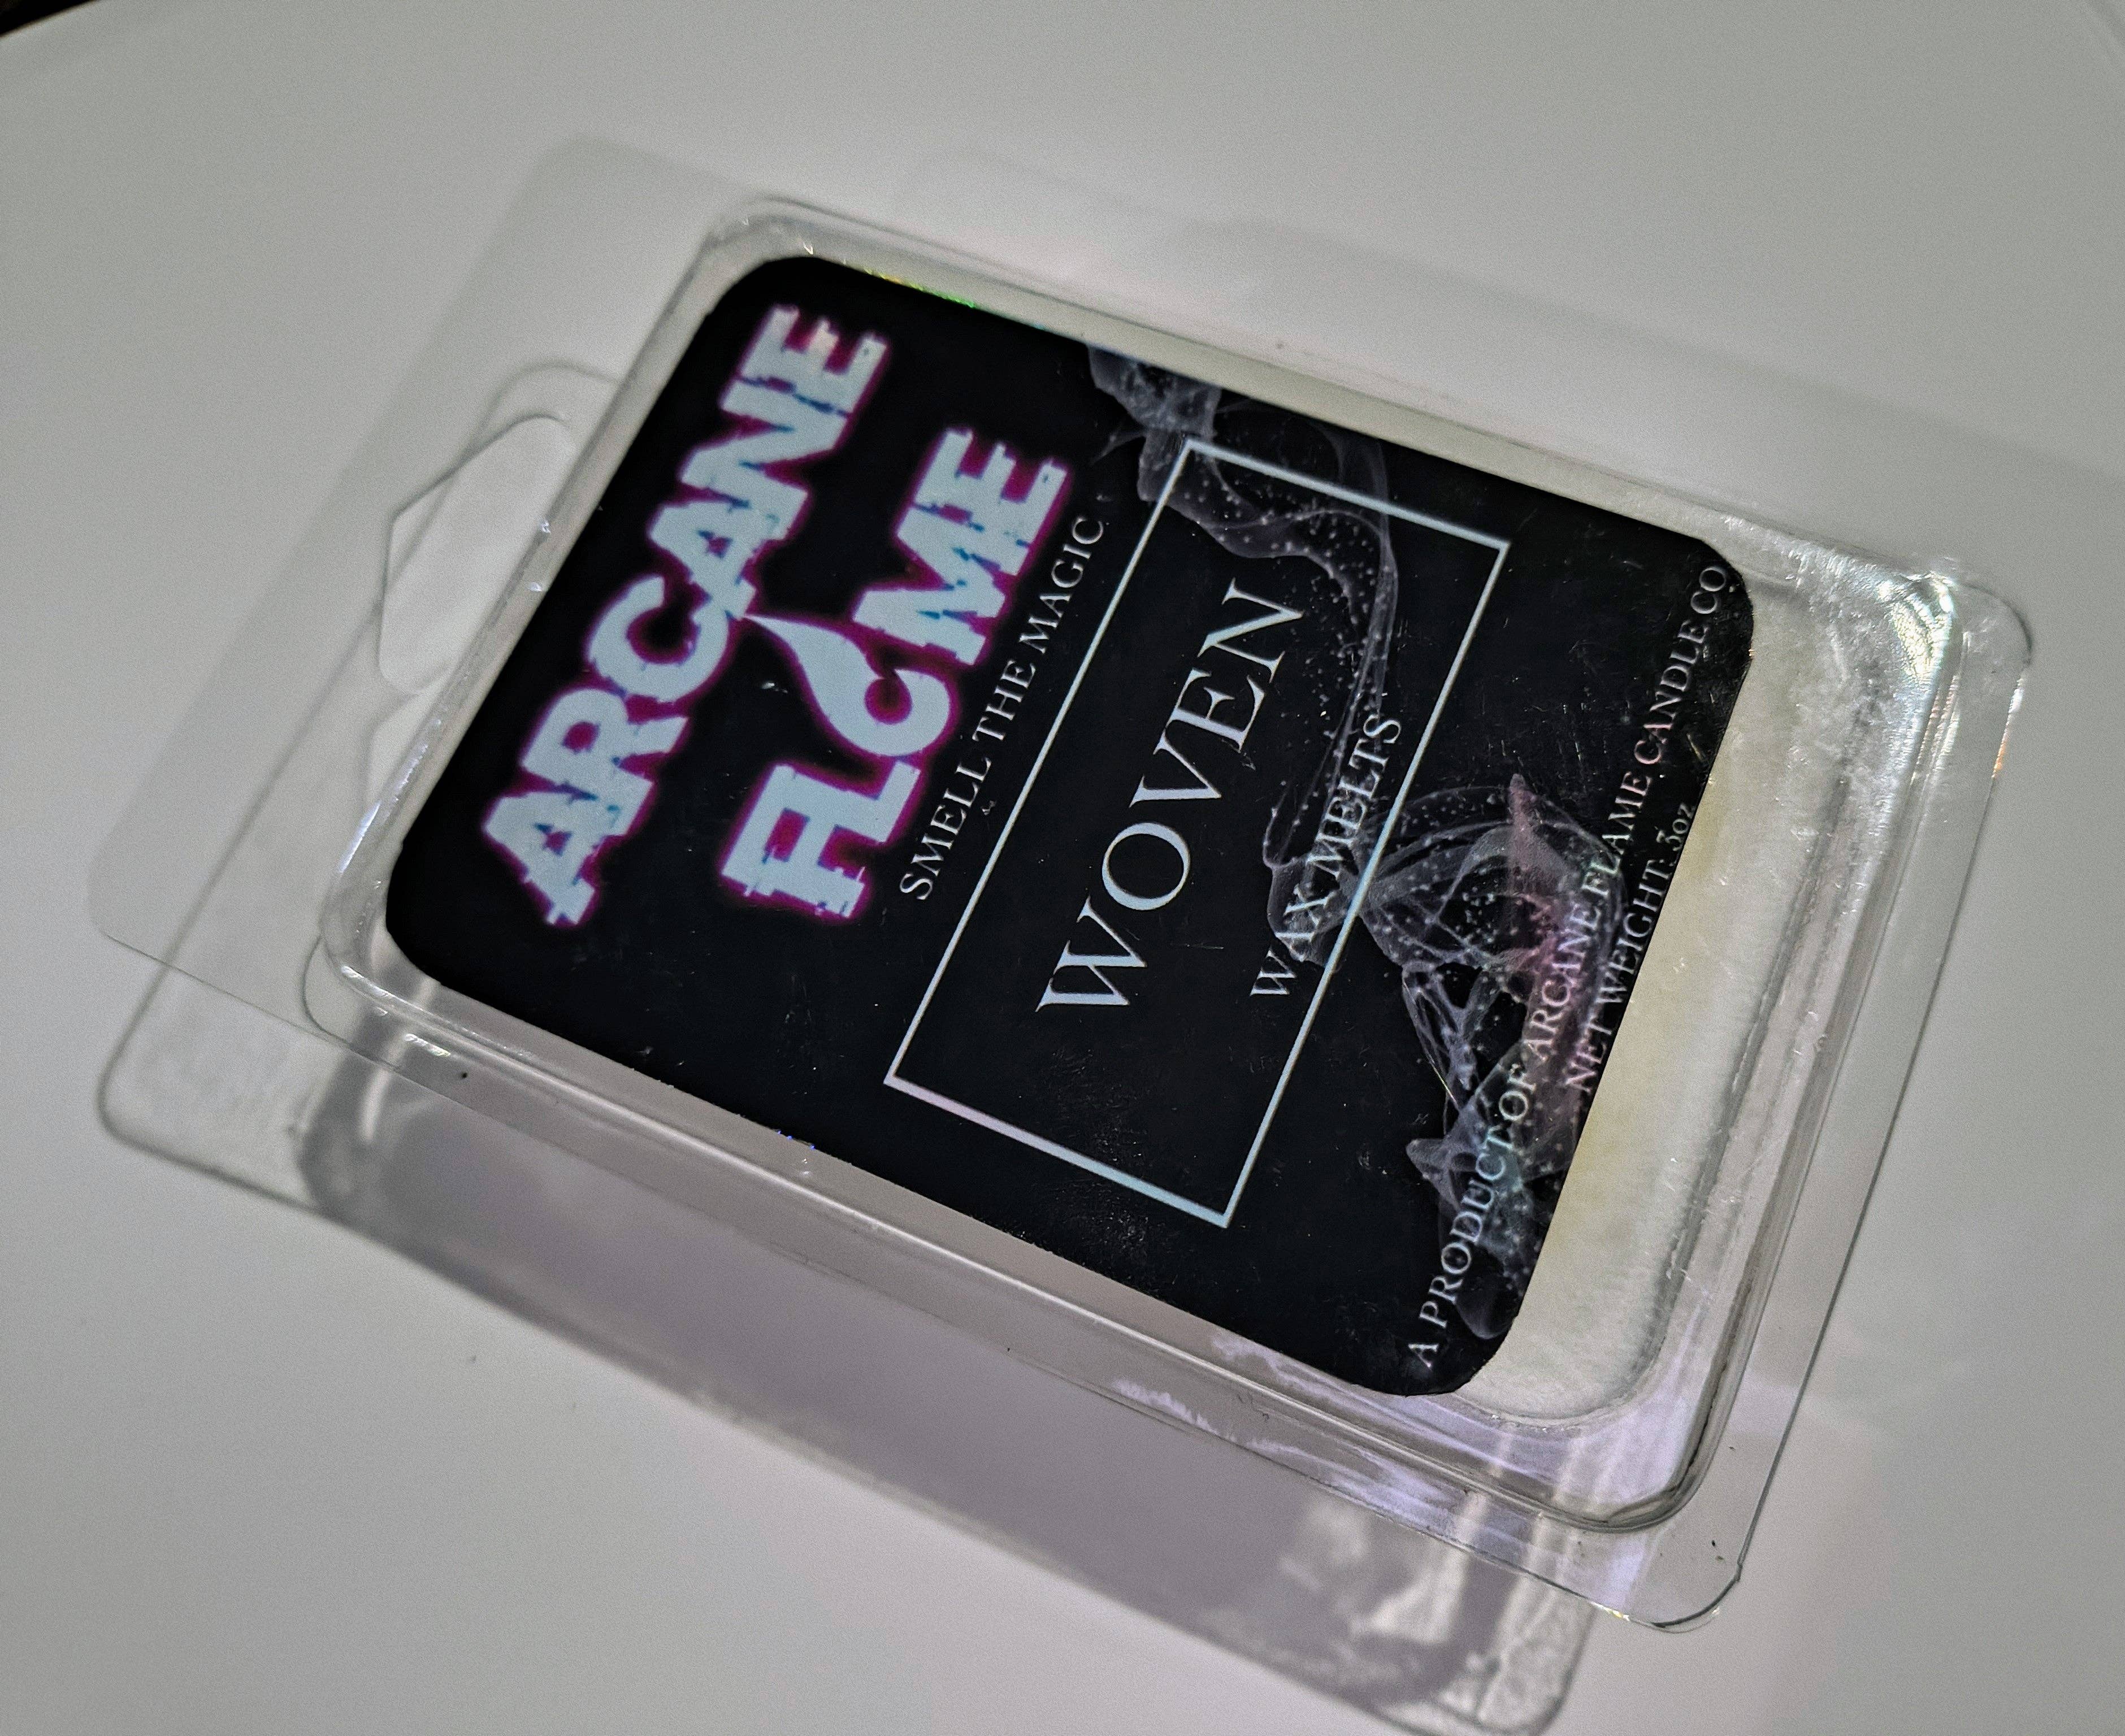 ARCANE
FLAME
SMELL THE MAGIC
WOVEN
WAX MELTS
A PRODUCT OF ARCANE FLAME CANDLE CO.
NET WEIGHT: 3oz